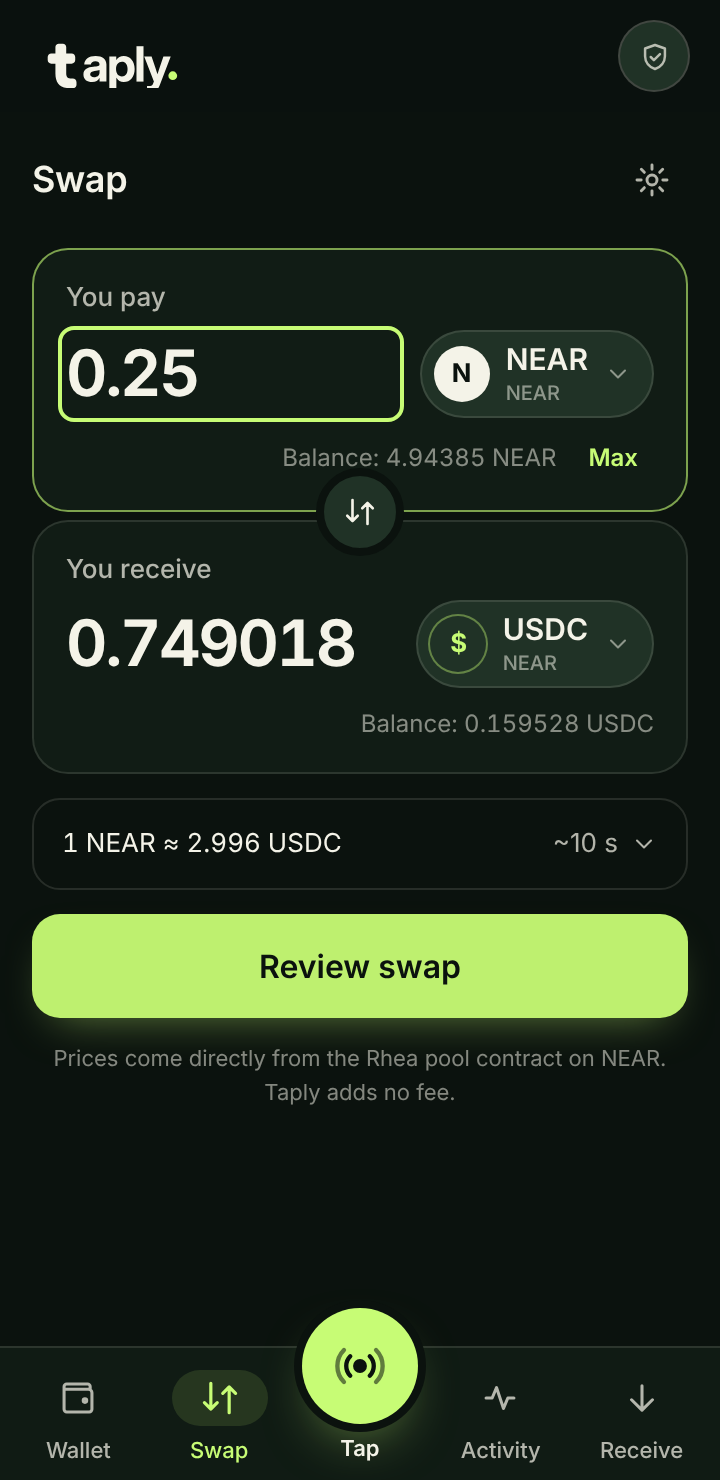 taply.
Swap
You pay
0.25
N
NEAR
NEAR
Balance: 4.94385 NEAR
Max
You receive
0.749018
$
USDC
NEAR
Balance: 0.159528 USDC
1 NEAR ≈ 2.996 USDC
~10 s
Review swap
Prices come directly from the Rhea pool contract on NEAR.
Taply adds no fee.
Wallet
Swap
Tap
Activity
Receive